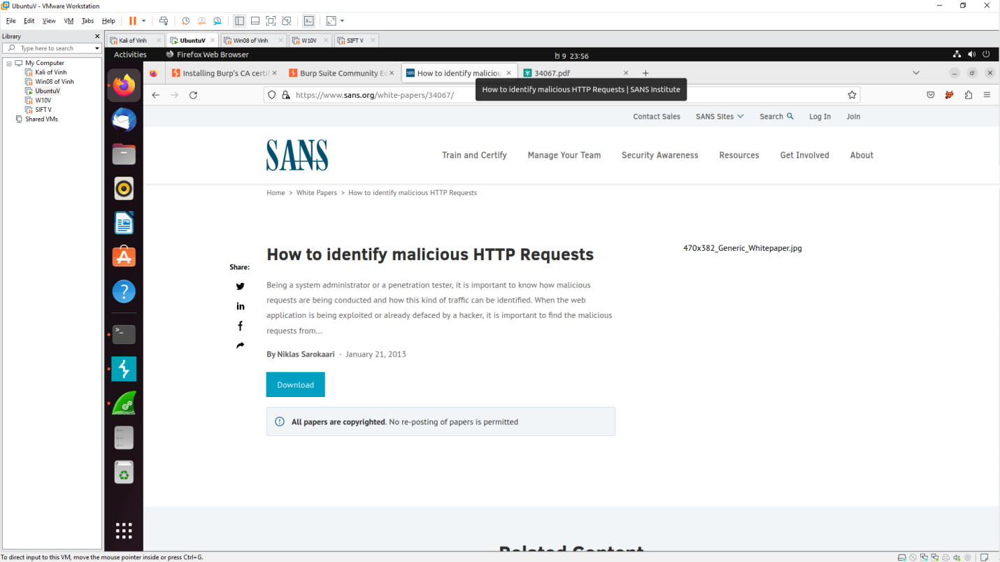 UbuntuV - VMware Workstation
File Edit View VM Tabs Help
Library
Type here to search
My Computer
Kali of Vinh
Win08 of Vinh
UbuntuV
W10V
SIFT V
Shared VMs
Kali of Vinh UbuntuV Win08 of Vinh W10V SIFT V
Activities Firefox Web Browser 9 23:56
Installing Burp's CA certif Burp Suite Community Ed How to identify maliciou 34067.pdf
https://www.sans.org/white-papers/34067/
How to identify malicious HTTP Requests | SANS Institute
Contact Sales SANS Sites Search Log In Join
SANS
Train and Certify Manage Your Team Security Awareness Resources Get Involved About
Home > White Papers > How to identify malicious HTTP Requests
470x382_Generic_Whitepaper.jpg
How to identify malicious HTTP Requests
Share:
Being a system administrator or a penetration tester, it is important to know how malicious
requests are being conducted and how this kind of traffic can be identified. When the web
application is being exploited or already defaced by a hacker, it is important to find the malicious
requests from...
By Niklas Sarokaari · January 21, 2013
Download
All papers are copyrighted. No re-posting of papers is permitted
Related Content
To direct input to this VM, move the mouse pointer inside or press Ctrl+G.